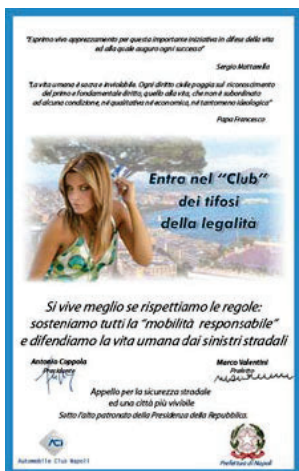 "Esprimo vivo apprezzamento per questa importante iniziativa in difesa della vita
ed alla quale auguro ogni successo"
Sergio Mattarella
"La vita umana è sacra e inviolabile. Ogni diritto civile poggia sul riconoscimento
del primo e fondamentale diritto, quello alla vita, che non è subordinato
ad alcuna condizione, né qualitativa né economica, né tantomeno ideologica"
Papa Francesco
Entra nel "Club"
dei tifosi
della legalità
Si vive meglio se rispettiamo le regole:
sosteniamo tutti la "mobilità responsabile"
e difendiamo la vita umana dai sinistri stradali
Antonio Coppola
Presidente
Marco Valentini
Prefetto
Appello per la sicurezza stradale
ed una città più vivibile
Sotto l'alto patronato della Presidenza della Repubblica.
ACI
Automobile Club Napoli
Prefettura di Napoli